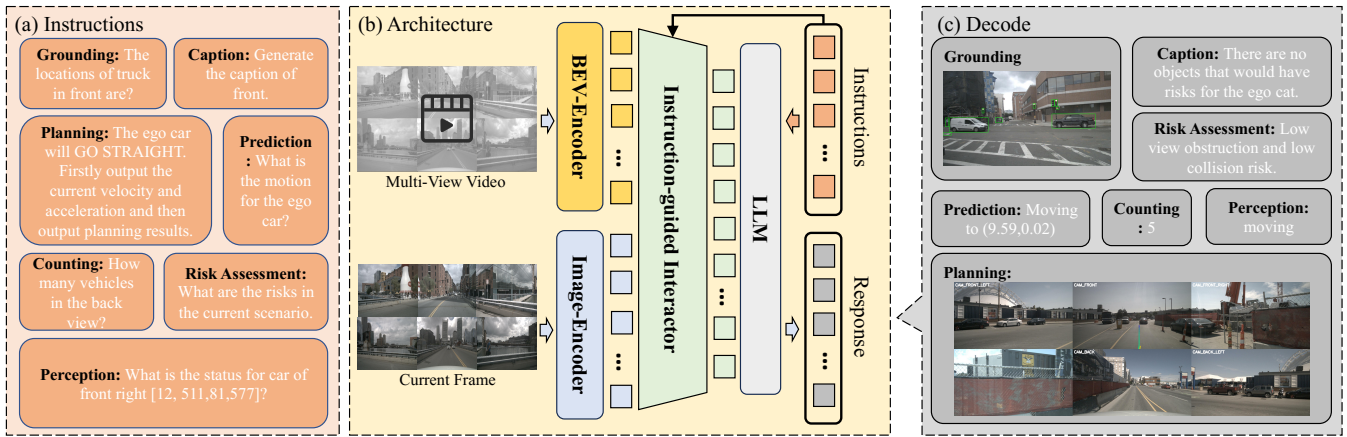 (a) Instructions
Grounding: The
locations of truck
in front are?
Caption: Generate
the caption of
front.
Planning: The ego car
will GO STRAIGHT.
Firstly output the
current velocity and
acceleration and then
output planning results.
Prediction
: What is
the motion
for the ego
car?
Counting: How
many vehicles
in the back
view?
Risk Assessment:
What are the risks in
the current scenario.
Perception: What is the status for car of
front right [12, 511,81,577]?
(b) Architecture
Multi-View Video
Current Frame
BEV-Encoder
Image-Encoder
Instruction-guided Interactor
LLM
Instructions
Response
(c) Decode
Grounding
Caption: There are no
objects that would have
risks for the ego cat.
Risk Assessment: Low
view obstruction and low
collision risk.
Prediction: Moving
to (9.59,0.02)
Counting
: 5
Perception:
moving
Planning:
CAM_FRONT_LEFT
CAM_FRONT
CAM_FRONT_RIGHT
CAM_BACK
CAM_BACK_LEFT